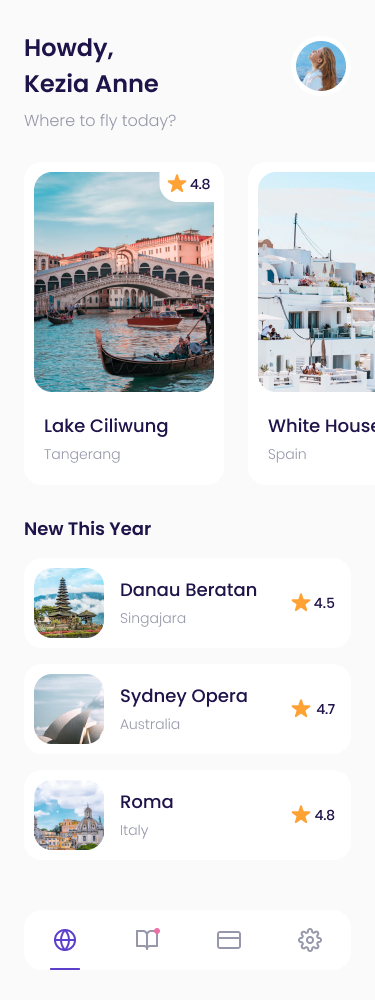 Howdy,
Kezia Anne
Where to fly today?
4.8
Lake Ciliwung
Tangerang
White House
Spain
New This Year
Danau Beratan
Singajara
4.5
Sydney Opera
Australia
4.7
Roma
Italy
4.8